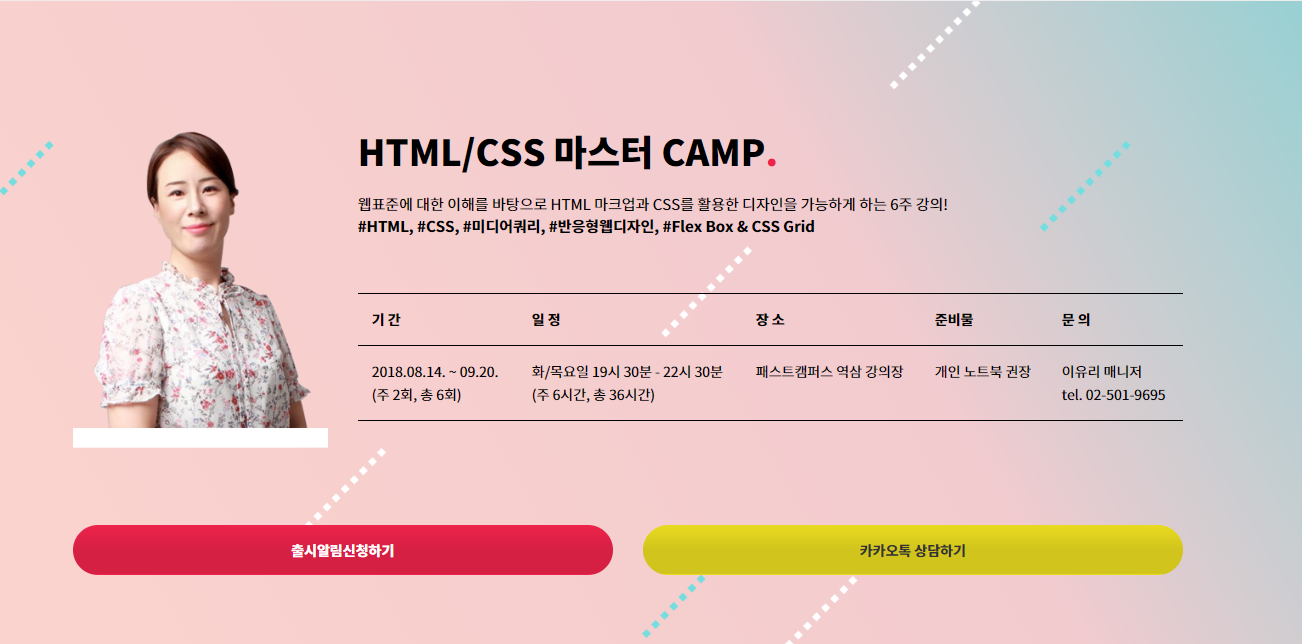 HTML/CSS 마스터 CAMP.
웹표준에 대한 이해를 바탕으로 HTML 마크업과 CSS를 활용한 디자인을 가능하게 하는 6주 강의!
#HTML, #CSS, #미디어쿼리, #반응형웹디자인, #Flex Box & CSS Grid
기 간 일 정 장 소 준비물 문 의
2018.08.14. ~ 09.20. 화/목요일 19시 30분 - 22시 30분 패스트캠퍼스 역삼 강의장 개인 노트북 권장 이유리 매니저
(주 2회, 총 6회) (주 6시간, 총 36시간) tel. 02-501-9695
출시알림신청하기 카카오톡 상담하기